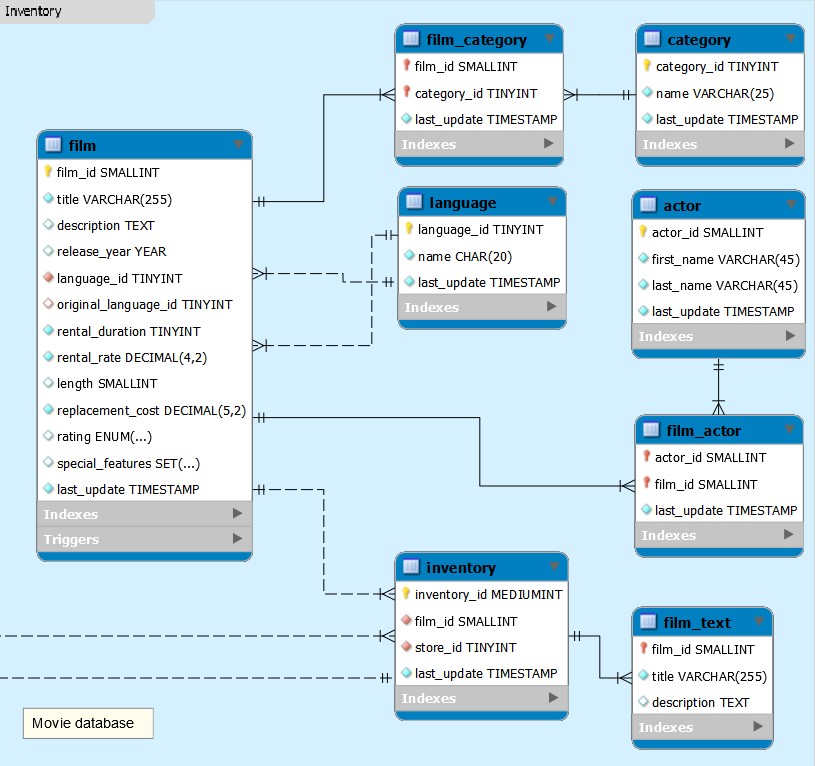 Inventory
film_category
film_id SMALLINT
category_id TINYINT
last_update TIMESTAMP
Indexes
category
category_id TINYINT
name VARCHAR(25)
last_update TIMESTAMP
Indexes
film
film_id SMALLINT
title VARCHAR(255)
description TEXT
release_year YEAR
language_id TINYINT
original_language_id TINYINT
rental_duration TINYINT
rental_rate DECIMAL(4,2)
length SMALLINT
replacement_cost DECIMAL(5,2)
rating ENUM(...)
special_features SET(...)
last_update TIMESTAMP
Indexes
Triggers
language
language_id TINYINT
name CHAR(20)
last_update TIMESTAMP
Indexes
actor
actor_id SMALLINT
first_name VARCHAR(45)
last_name VARCHAR(45)
last_update TIMESTAMP
Indexes
film_actor
actor_id SMALLINT
film_id SMALLINT
last_update TIMESTAMP
Indexes
inventory
inventory_id MEDIUMINT
film_id SMALLINT
store_id TINYINT
last_update TIMESTAMP
Indexes
film_text
film_id SMALLINT
title VARCHAR(255)
description TEXT
Indexes
Movie database